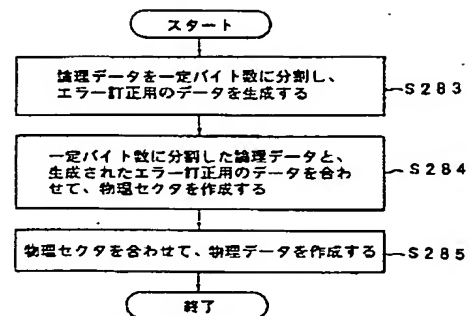 スタート
論理データを一定バイト数に分割し、
エラー訂正用のデータを生成する
S283
一定バイト数に分割した論理データと、
生成されたエラー訂正用のデータを合わ
せて、物理セクタを作成する
S284
物理セクタを合わせて、物理データを作成する
S285
終了